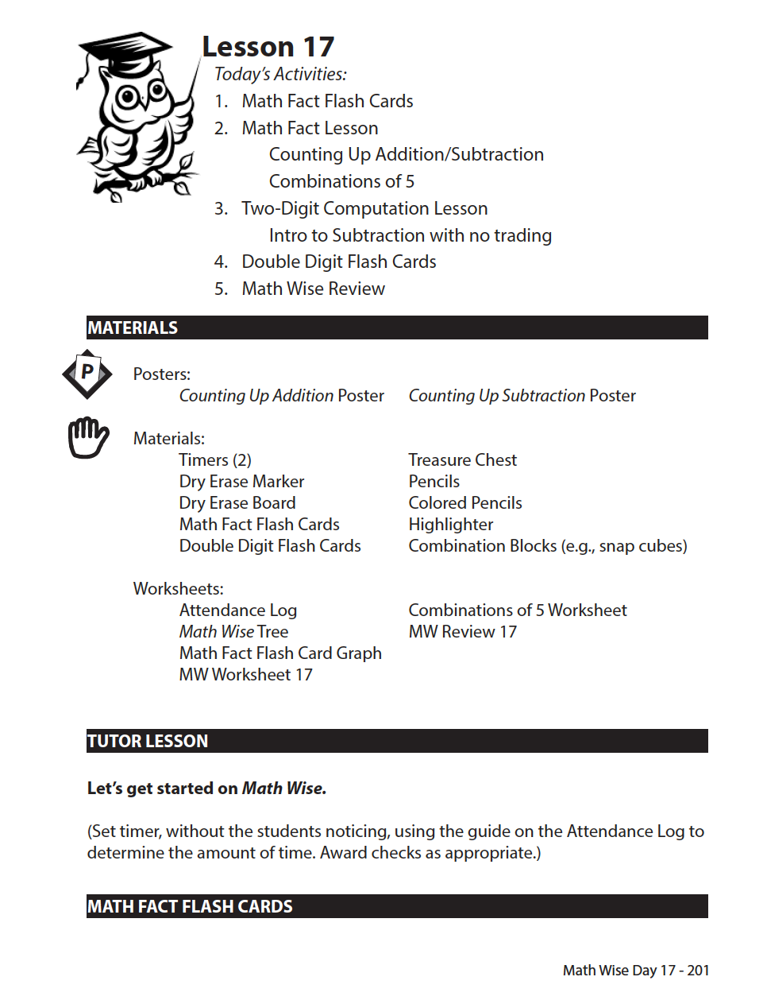 Lesson 17
Today's Activities:
1. Math Fact Flash Cards
2. Math Fact Lesson
Counting Up Addition/Subtraction
Combinations of 5
3. Two-Digit Computation Lesson
Intro to Subtraction with no trading
4. Double Digit Flash Cards
5. Math Wise Review
MATERIALS
P
Posters:
Counting Up Addition Poster Counting Up Subtraction Poster
Materials:
Timers (2) Treasure Chest
Dry Erase Marker Pencils
Dry Erase Board Colored Pencils
Math Fact Flash Cards Highlighter
Double Digit Flash Cards Combination Blocks (e.g., snap cubes)
Worksheets:
Attendance Log Combinations of 5 Worksheet
Math Wise Tree MW Review 17
Math Fact Flash Card Graph
MW Worksheet 17
TUTOR LESSON
Let's get started on Math Wise.
(Set timer, without the students noticing, using the guide on the Attendance Log to
determine the amount of time. Award checks as appropriate.)
MATH FACT FLASH CARDS
Math Wise Day 17 - 201